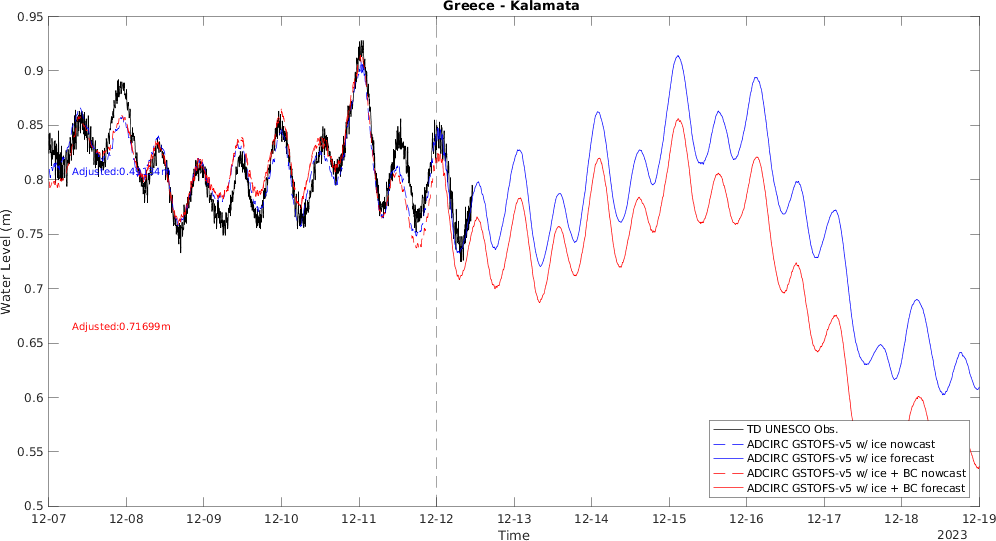 Greece - Kalamata
Water Level (m)
0.95
0.9
0.85
0.8
0.75
0.7
0.65
0.6
0.55
0.5
Adjusted:0.71699m
TD UNESCO Obs.
ADCIRC GSTOFS-v5 w/ ice nowcast
ADCIRC GSTOFS-v5 w/ ice forecast
ADCIRC GSTOFS-v5 w/ ice + BC nowcast
ADCIRC GSTOFS-v5 w/ ice + BC forecast
12-07 12-08 12-09 12-10 12-11 12-12 12-13 12-14 12-15 12-16 12-17 12-18 12-19
Time
2023